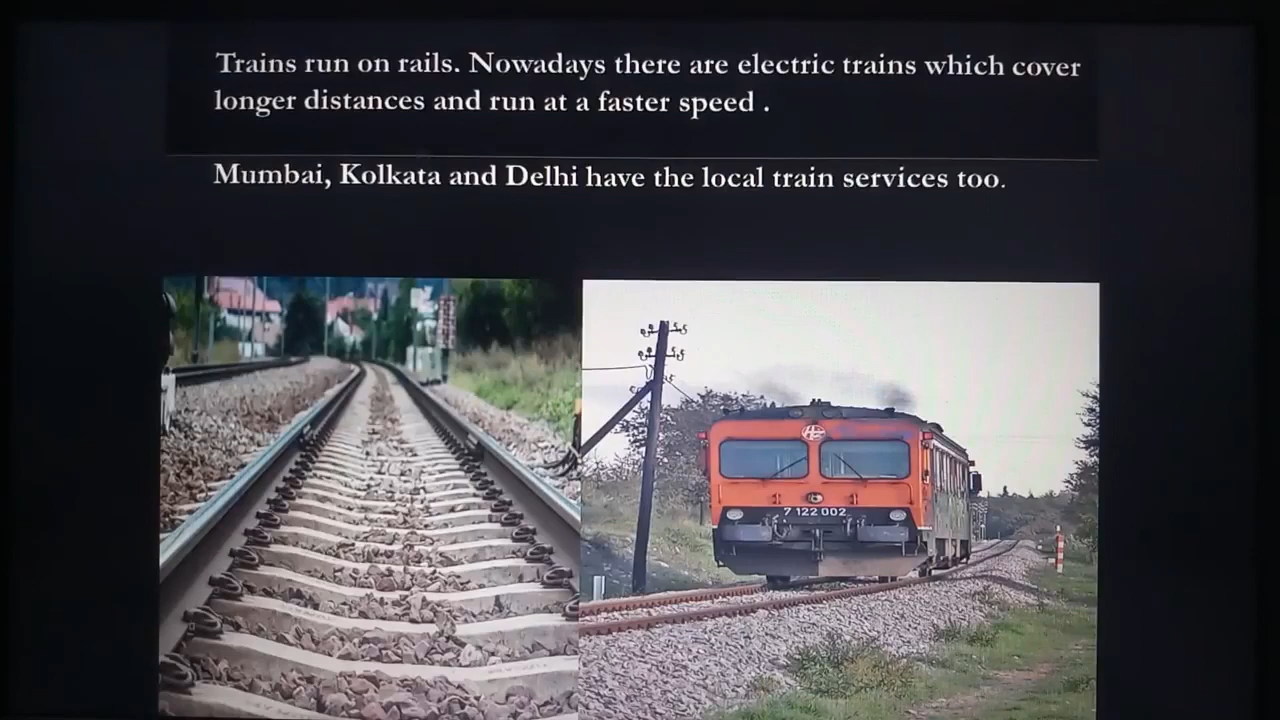 Trains run on rails. Nowadays there are electric trains which cover
longer distances and run at a faster speed .
Mumbai, Kolkata and Delhi have the local train services too.
7 122 002